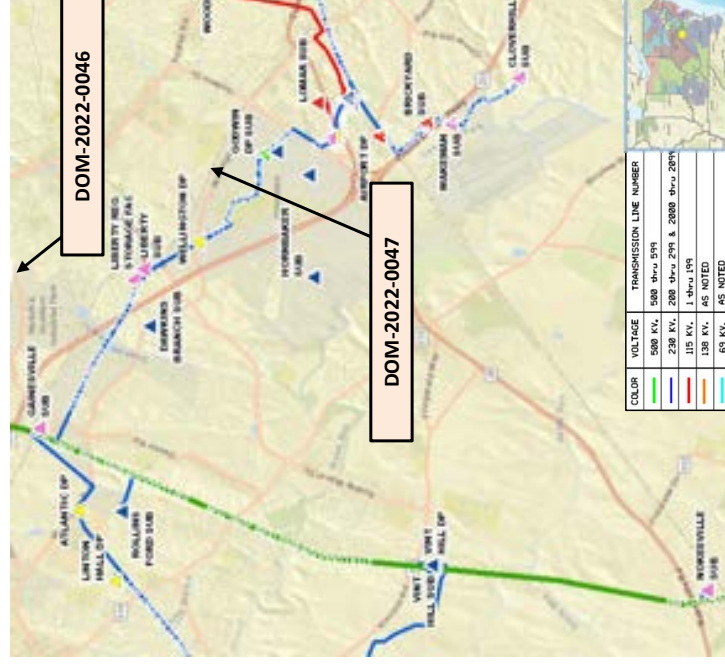 DOM-2022-0046
DOM-2022-0047
WOOD
LOMAR SUB
GODWIN
DP SUB
AIRPORT DP
BRICKYARD
SUB
WAKEMAN
SUB
CLOVERHILL
SUB
LIBERTY REG.
STORAGE FAC
LIBERTY
SUB
WELLINGTON DP
HORNBAKER
SUB
DAWKINS
BRANCH SUB
GAINESVILLE
SUB
ATLANTIC DP
LINTON
HALL DP
ROLLINS
FORD SUB
VINT
HILL SUB
VINT
HILL DP
NOKESVILLE
SUB
COLOR VOLTAGE TRANSMISSION LINE NUMBER
500 KV. 500 thru 599
230 KV. 200 thru 299 & 2000 thru 2099
115 KV. 1 thru 199
138 KV. AS NOTED
69 KV. AS NOTED